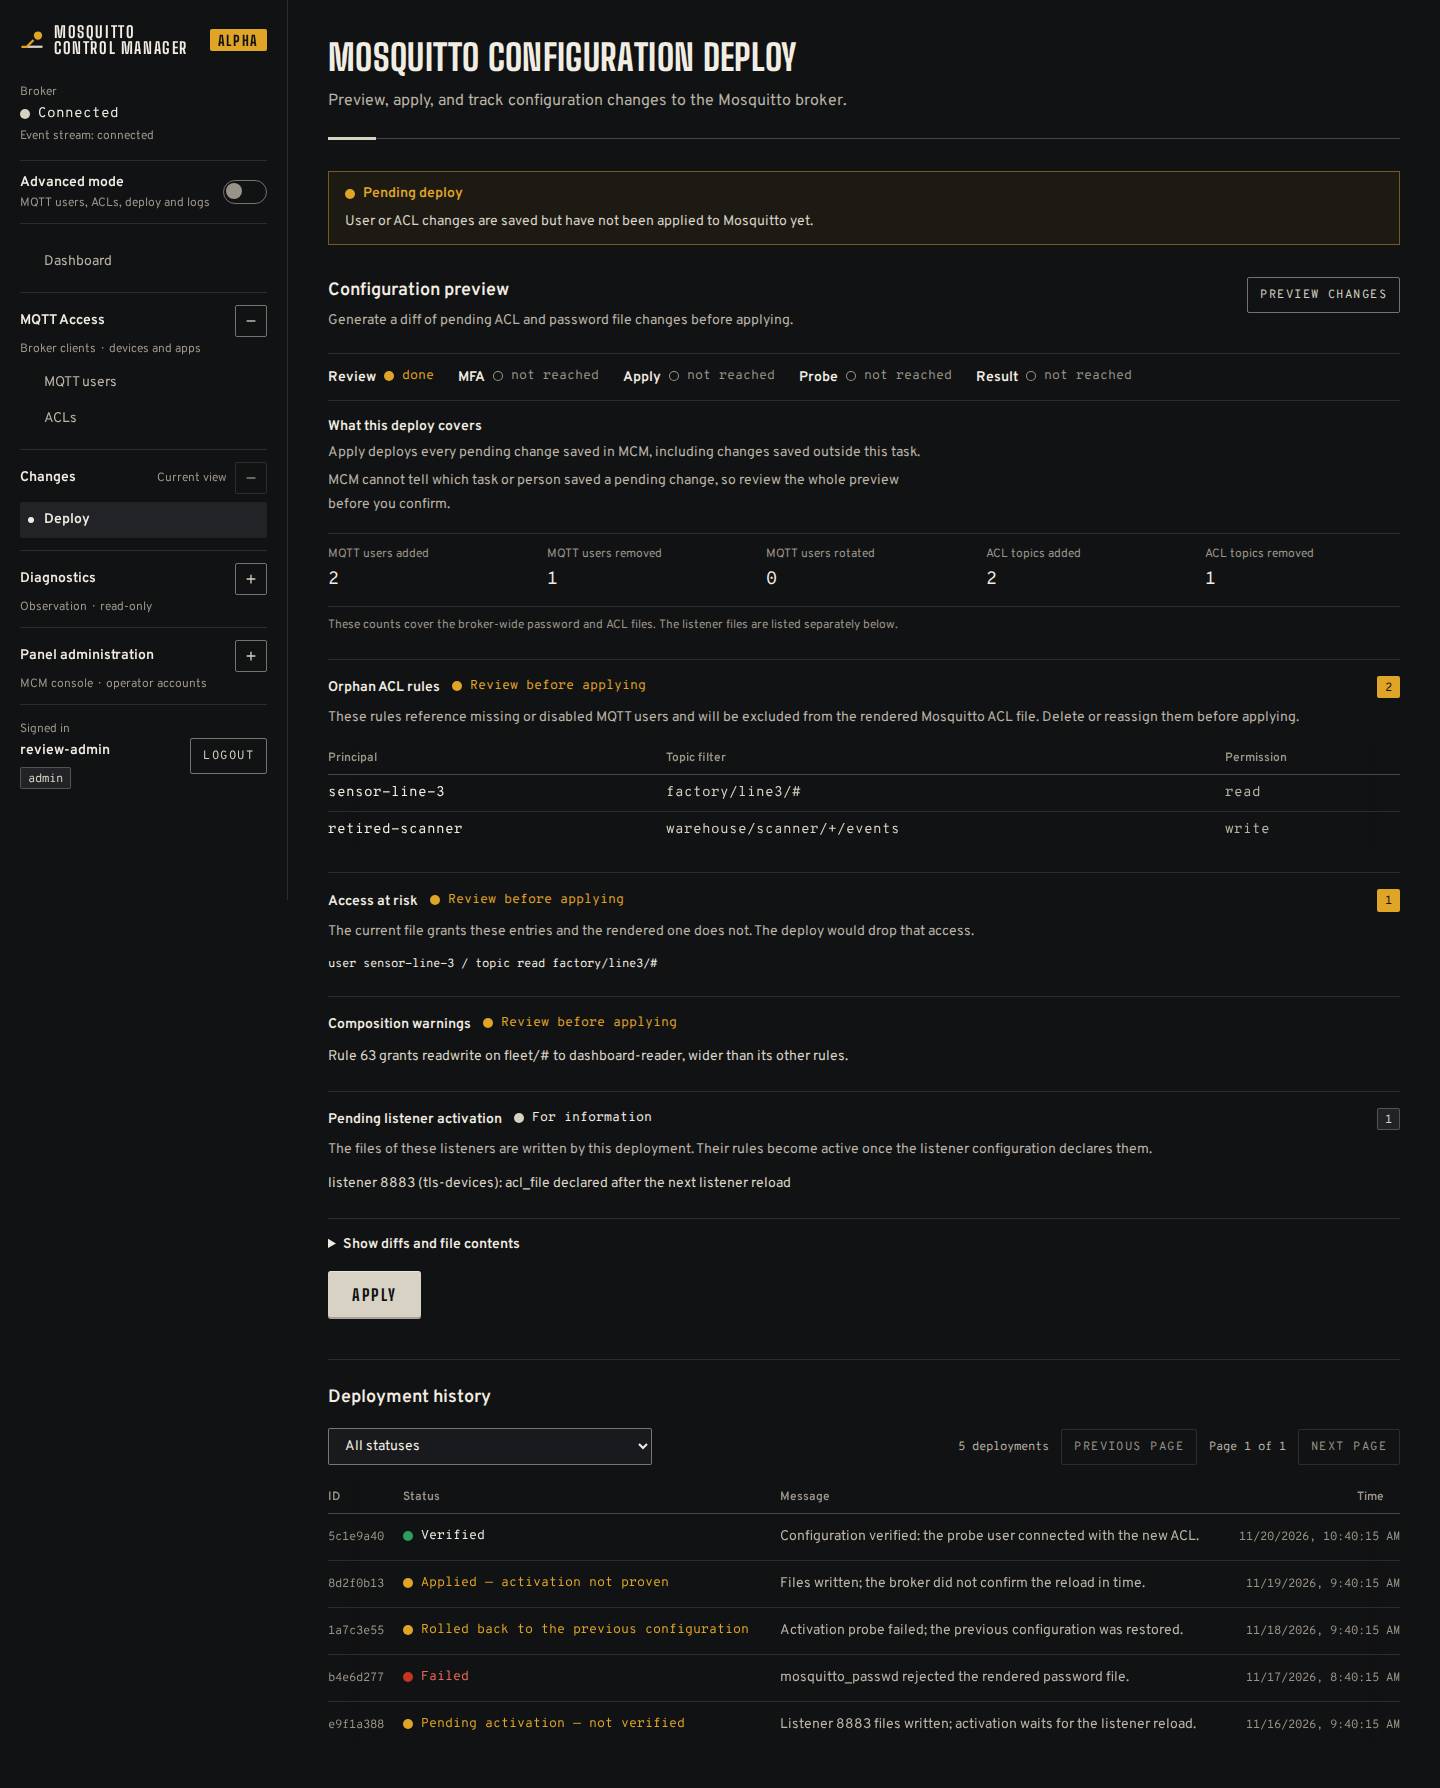 MOSQUITTO
CONTROL MANAGER
ALPHA
Broker
Connected
Event stream: connected
Advanced mode
MQTT users, ACLs, deploy and logs
Dashboard
MQTT Access
−
Broker clients · devices and apps
MQTT users
ACLs
Changes
Current view
−
Deploy
Diagnostics
+
Observation · read-only
Panel administration
+
MCM console · operator accounts
Signed in
review-admin
admin
LOGOUT
MOSQUITTO CONFIGURATION DEPLOY
Preview, apply, and track configuration changes to the Mosquitto broker.
Pending deploy
User or ACL changes are saved but have not been applied to Mosquitto yet.
Configuration preview
PREVIEW CHANGES
Generate a diff of pending ACL and password file changes before applying.
Review done MFA not reached Apply not reached Probe not reached Result not reached
What this deploy covers
Apply deploys every pending change saved in MCM, including changes saved outside this task.
MCM cannot tell which task or person saved a pending change, so review the whole preview
before you confirm.
MQTT users added MQTT users removed MQTT users rotated ACL topics added ACL topics removed
2 1 0 2 1
These counts cover the broker-wide password and ACL files. The listener files are listed separately below.
Orphan ACL rules Review before applying 2
These rules reference missing or disabled MQTT users and will be excluded from the rendered Mosquitto ACL file. Delete or reassign them before applying.
Principal Topic filter Permission
sensor-line-3 factory/line3/# read
retired-scanner warehouse/scanner/+/events write
Access at risk Review before applying 1
The current file grants these entries and the rendered one does not. The deploy would drop that access.
user sensor-line-3 / topic read factory/line3/#
Composition warnings Review before applying
Rule 63 grants readwrite on fleet/# to dashboard-reader, wider than its other rules.
Pending listener activation For information 1
The files of these listeners are written by this deployment. Their rules become active once the listener configuration declares them.
listener 8883 (tls-devices): acl_file declared after the next listener reload
Show diffs and file contents
APPLY
Deployment history
All statuses
5 deployments PREVIOUS PAGE Page 1 of 1 NEXT PAGE
ID Status Message Time
5c1e9a40 Verified Configuration verified: the probe user connected with the new ACL. 11/20/2026, 10:40:15 AM
8d2f0b13 Applied — activation not proven Files written; the broker did not confirm the reload in time. 11/19/2026, 9:40:15 AM
1a7c3e55 Rolled back to the previous configuration Activation probe failed; the previous configuration was restored. 11/18/2026, 9:40:15 AM
b4e6d277 Failed mosquitto_passwd rejected the rendered password file. 11/17/2026, 8:40:15 AM
e9f1a388 Pending activation — not verified Listener 8883 files written; activation waits for the listener reload. 11/16/2026, 9:40:15 AM